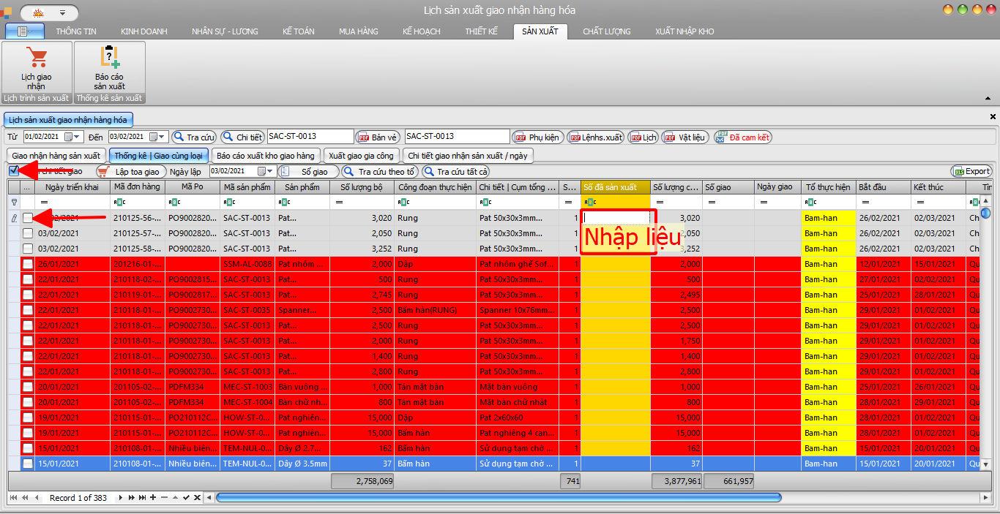 Lịch sản xuất giao nhận hàng hóa
THÔNG TIN KINH DOANH NHÂN SỰ - LƯƠNG KẾ TOÁN MUA HÀNG KẾ HOẠCH THIẾT KẾ SẢN XUẤT CHẤT LƯỢNG XUẤT NHẬP KHO
Lịch giao nhận
Báo cáo sản xuất
Lịch trình sản xuất Thống kê sản xuất
Lịch sản xuất giao nhận hàng hóa
Từ 01/02/2021 Đến 03/02/2021 Tra cứu Chi tiết SAC-ST-0013 Bản vẽ SAC-ST-0013 Phụ kiện Lệnhs.xuất Lịch Vật liệu Đã cam kết
Giao nhận hàng sản xuất Thống kê | Giao cùng loại Báo cáo xuất kho giao hàng Xuất giao gia công Chi tiết giao nhận sản xuất / ngày
chi tiết giao Lập toa giao Ngày lập 03/02/2021 Sổ giao Tra cứu theo tổ Tra cứu tất cả Export
... Ngày triển khai Mã đơn hàng Mã Po Mã sản phẩm Sản phẩm Số lượng bộ Công đoạn thực hiện Chi tiết | Cụm tổng ... S... Số đã sản xuất Số lượng c... Số giao Ngày giao Tổ thực hiện Bắt đầu Kết thúc Tìr
02/2021 210125-56-... PO9002820... SAC-ST-0013 Pat... 3,020 Rung Pat 50x30x3mm... 1 3,020 Bam-han 26/02/2021 02/03/2021 Ch
03/02/2021 210125-57-... PO9002820... SAC-ST-0013 Pat... 2,050 Rung Pat 50x30x3mm... Nhập liệu 2,050 Bam-han 26/02/2021 02/03/2021 Ch
03/02/2021 210125-58-... PO9002820... SAC-ST-0013 Pat... 3,252 Rung Pat 50x30x3mm... 1 3,252 Bam-han 26/02/2021 02/03/2021 Ch
26/01/2021 201216-01-... SSM-AL-0088 Pat nhôm ... 2,000 Dập Pat nhôm ghế Sof... 1 2,000 Bam-han 12/01/2021 15/01/2021 Qu
22/01/2021 210118-02-... PO9002815... SAC-ST-0013 Pat... 500 Rung Pat 50x30x3mm... 1 500 Bam-han 27/01/2021 02/02/2021 Qu
22/01/2021 210119-01-... PO9002817... SAC-ST-0013 Pat... 2,745 Rung Pat 50x30x3mm... 1 2,495 Bam-han 25/01/2021 28/01/2021 Qu
22/01/2021 210118-01-... PO9002730... SAC-ST-0035 Spanner... 2,500 Bấm hàn(RUNG) Spanner 10x76mm... 1 2,500 Bam-han 29/01/2021 01/02/2021 Qu
22/01/2021 210118-01-... PO9002730... SAC-ST-0013 Pat... 2,500 Rung Pat 50x30x3mm... 1 2,500 Bam-han 29/01/2021 01/02/2021 Qu
22/01/2021 210118-01-... PO9002730... SAC-ST-0013 Pat... 2,000 Rung Pat 50x30x3mm... 1 1,750 Bam-han 29/01/2021 01/02/2021 Qu
22/01/2021 210118-01-... PO9002730... SAC-ST-0013 Pat... 1,400 Rung Pat 50x30x3mm... 1 1,400 Bam-han 29/01/2021 01/02/2021 Qu
22/01/2021 210118-01-... PO9002730... SAC-ST-0013 Pat... 2,800 Rung Pat 50x30x3mm... 1 2,800 Bam-han 29/01/2021 01/02/2021 Qu
20/01/2021 201105-02-... PDFM334 MEC-ST-1003 Bàn vuông ... 1,000 Tán mặt bàn Mặt bàn vuông 1 1,000 Bam-han 25/01/2021 26/01/2021 Qu
20/01/2021 201105-02-... PDFM334 MEC-ST-1004 Bàn chữ nh... 800 Tán mặt bàn Mặt bàn chữ nhật 1 800 Bam-han 28/01/2021 29/01/2021 Qu
19/01/2021 210115-01-... PO210112C... HOW-ST-0... Pat nghiên... 15,000 Dập Pat 2x60x60 1 15,000 Bam-han 28/01/2021 01/02/2021 Qu
19/01/2021 210115-01-... PO210112C... HOW-ST-0... Pat nghiên... 15,000 Bấm hàn Pat nghiêng 4 can... 1 15,000 Bam-han 28/01/2021 01/02/2021 Qu
15/01/2021 210108-01-... Nhiều biên... TEM-NUL-0... Dây Ø 2.7... 162 Bấm hàn Sử dụng tạm chờ ... 1 162 Bam-han 15/01/2021 20/01/2021 Qu
15/01/2021 210108-01-... Nhiều biên... TEM-NUL-0... Dây Ø 3.5mm 37 Bấm hàn Sử dụng tạm chờ ... 1 37 Bam-han 15/01/2021 20/01/2021 Qu
2,758,069 741 3,877,961 661,957
Record 1 of 383